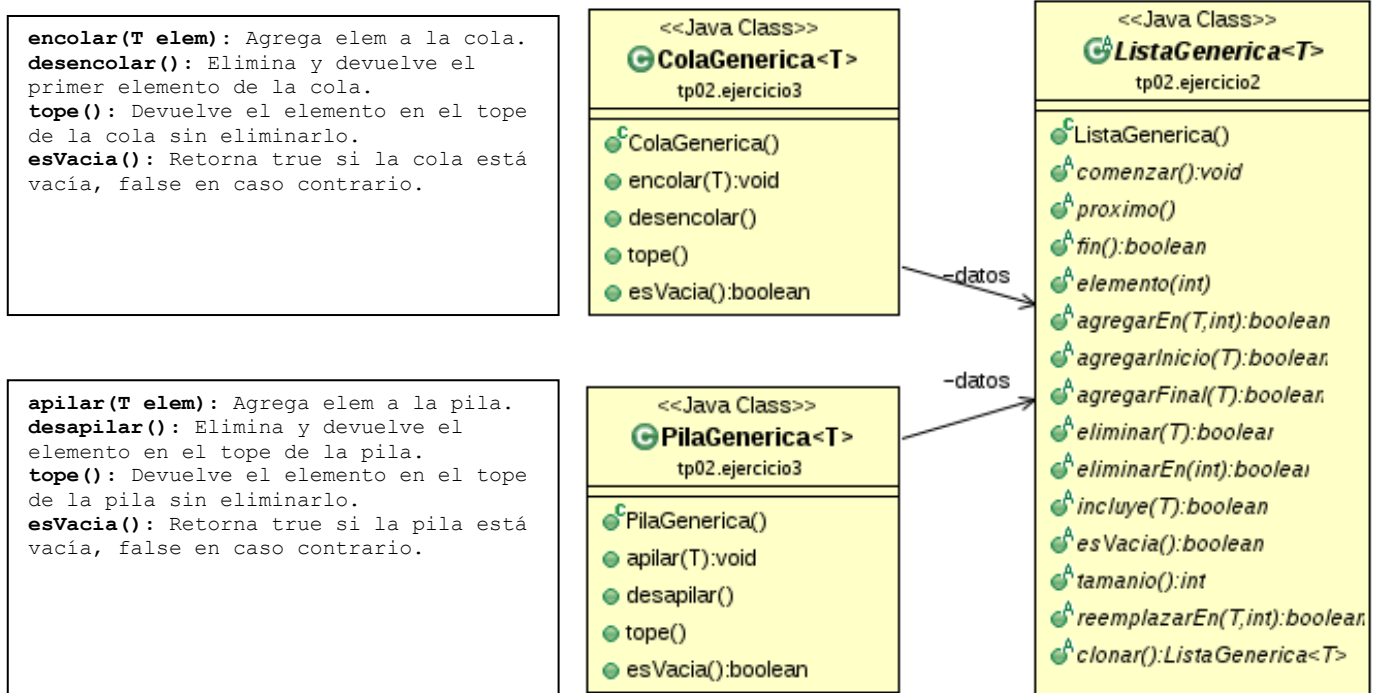 encolar(T elem): Agrega elem a la cola.
desencolar(): Elimina y devuelve el
primer elemento de la cola.
tope(): Devuelve el elemento en el tope
de la cola sin eliminarlo.
esVacia(): Retorna true si la cola está
vacía, false en caso contrario.
<<Java Class>>
ColaGenerica<T>
tp02.ejercicio3
ColaGenerica()
encolar(T):void
desencolar()
tope()
esVacia():boolean
-datos
<<Java Class>>
ListaGenerica<T>
tp02.ejercicio2
ListaGenerica()
comenzar():void
proximo()
fin():boolean
elemento(int)
agregarEn(T,int):boolean
agregarInicio(T):boolean
agregarFinal(T):boolean
eliminar(T):boolear
eliminarEn(int):boolear
incluye(T):boolean
esVacia():boolean
tamanio():int
reemplazarEn(T,int):boolean
clonar():ListaGenerica<T>
apilar(T elem): Agrega elem a la pila.
desapilar(): Elimina y devuelve el
elemento en el tope de la pila.
tope(): Devuelve el elemento en el tope
de la pila sin eliminarlo.
esVacia(): Retorna true si la pila está
vacía, false en caso contrario.
-datos
<<Java Class>>
PilaGenerica<T>
tp02.ejercicio3
PilaGenerica()
apilar(T):void
desapilar()
tope()
esVacia():boolean